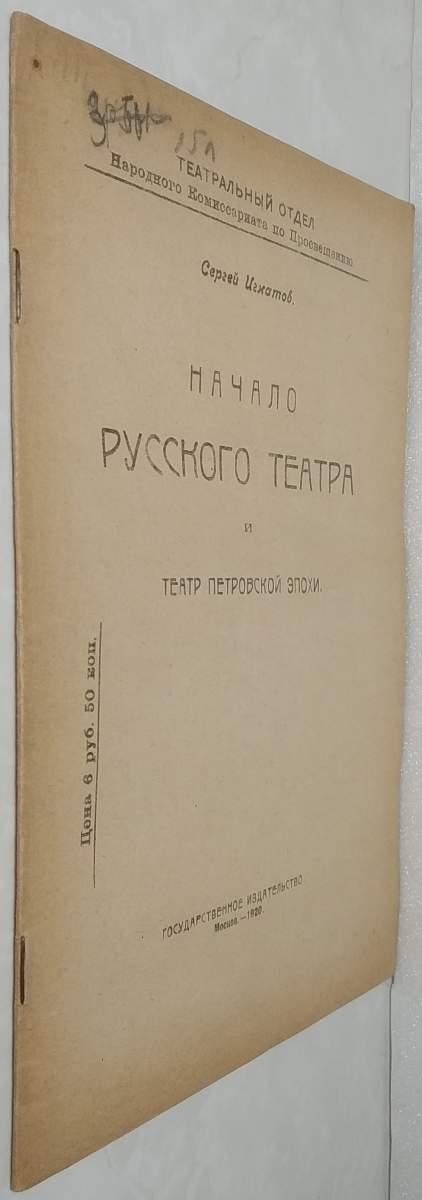 15л
ТЕАТРАЛЬНЫЙ ОТДЕЛ
Народного Комиссариата по Просвещению
Сергей Игнатов.
НАЧАЛО
РУССКОГО ТЕАТРА
И
ТЕАТР ПЕТРОВСКОЙ ЭПОХИ.
Цена 6 руб. 50 коп.
ГОСУДАРСТВЕННОЕ ИЗДАТЕЛЬСТВО
Москва.—1920.